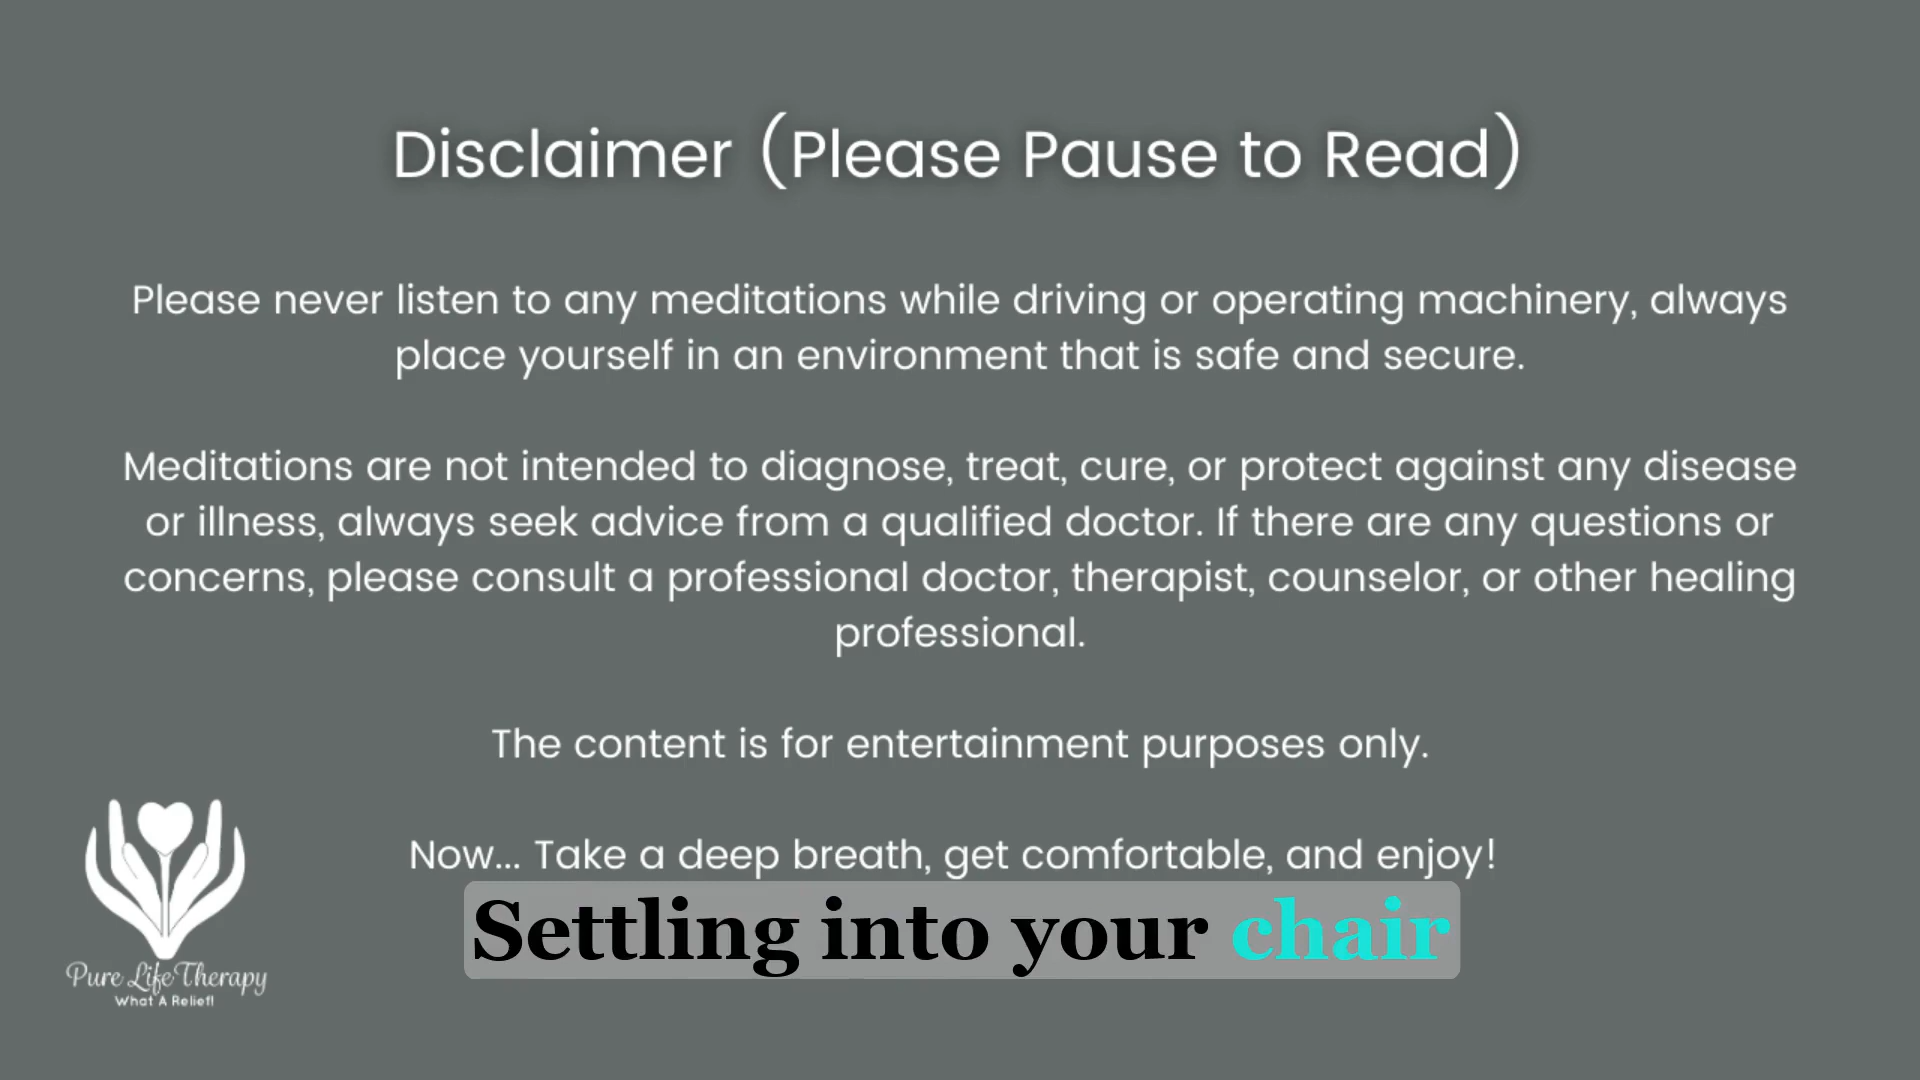 Disclaimer (Please Pause to Read)
Please never listen to any meditations while driving or operating machinery, always
place yourself in an environment that is safe and secure.
Meditations are not intended to diagnose, treat, cure, or protect against any disease
or illness, always seek advice from a qualified doctor. If there are any questions or
concerns, please consult a professional doctor, therapist, counselor, or other healing
professional.
The content is for entertainment purposes only.
Now... Take a deep breath, get comfortable, and enjoy!
Settling into your chair
Pure Life Therapy
What A Relief!